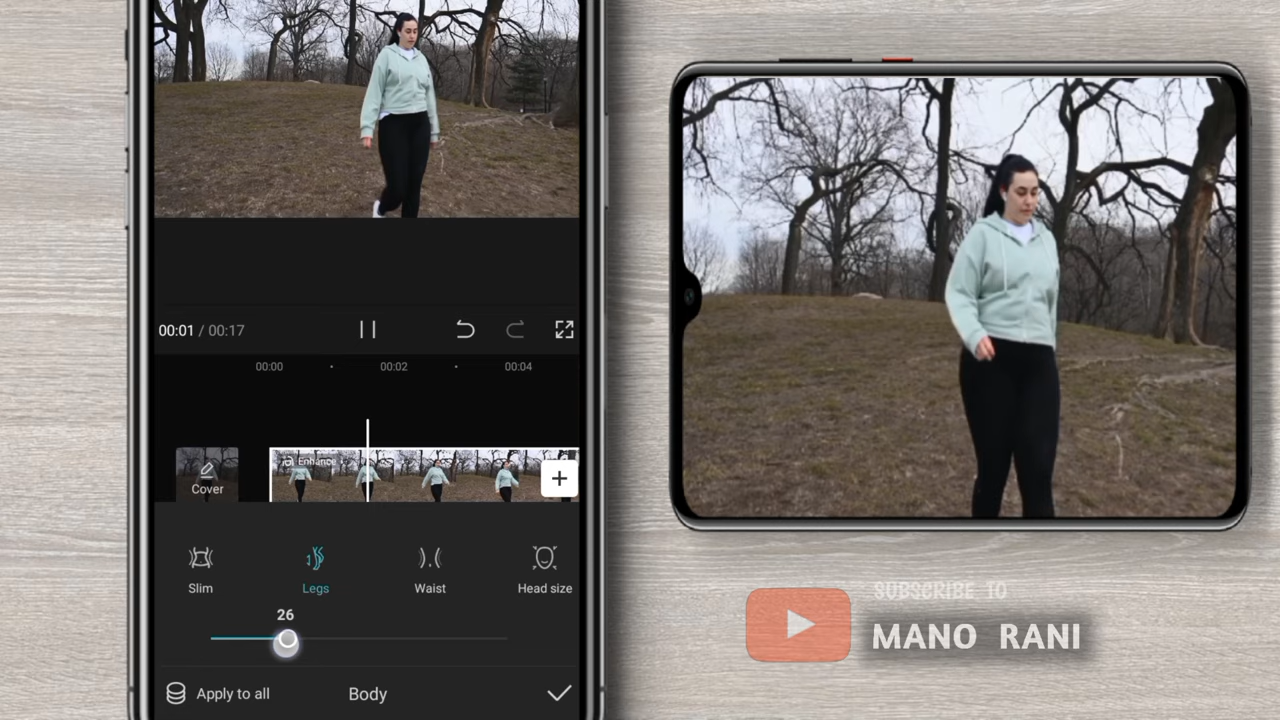 00:01 / 00:17
00:00
00:02
00:04
Enhance
Cover
Slim
Legs
Waist
Head size
26
Apply to all
Body
SUBSCRIBE TO
MANO RANI